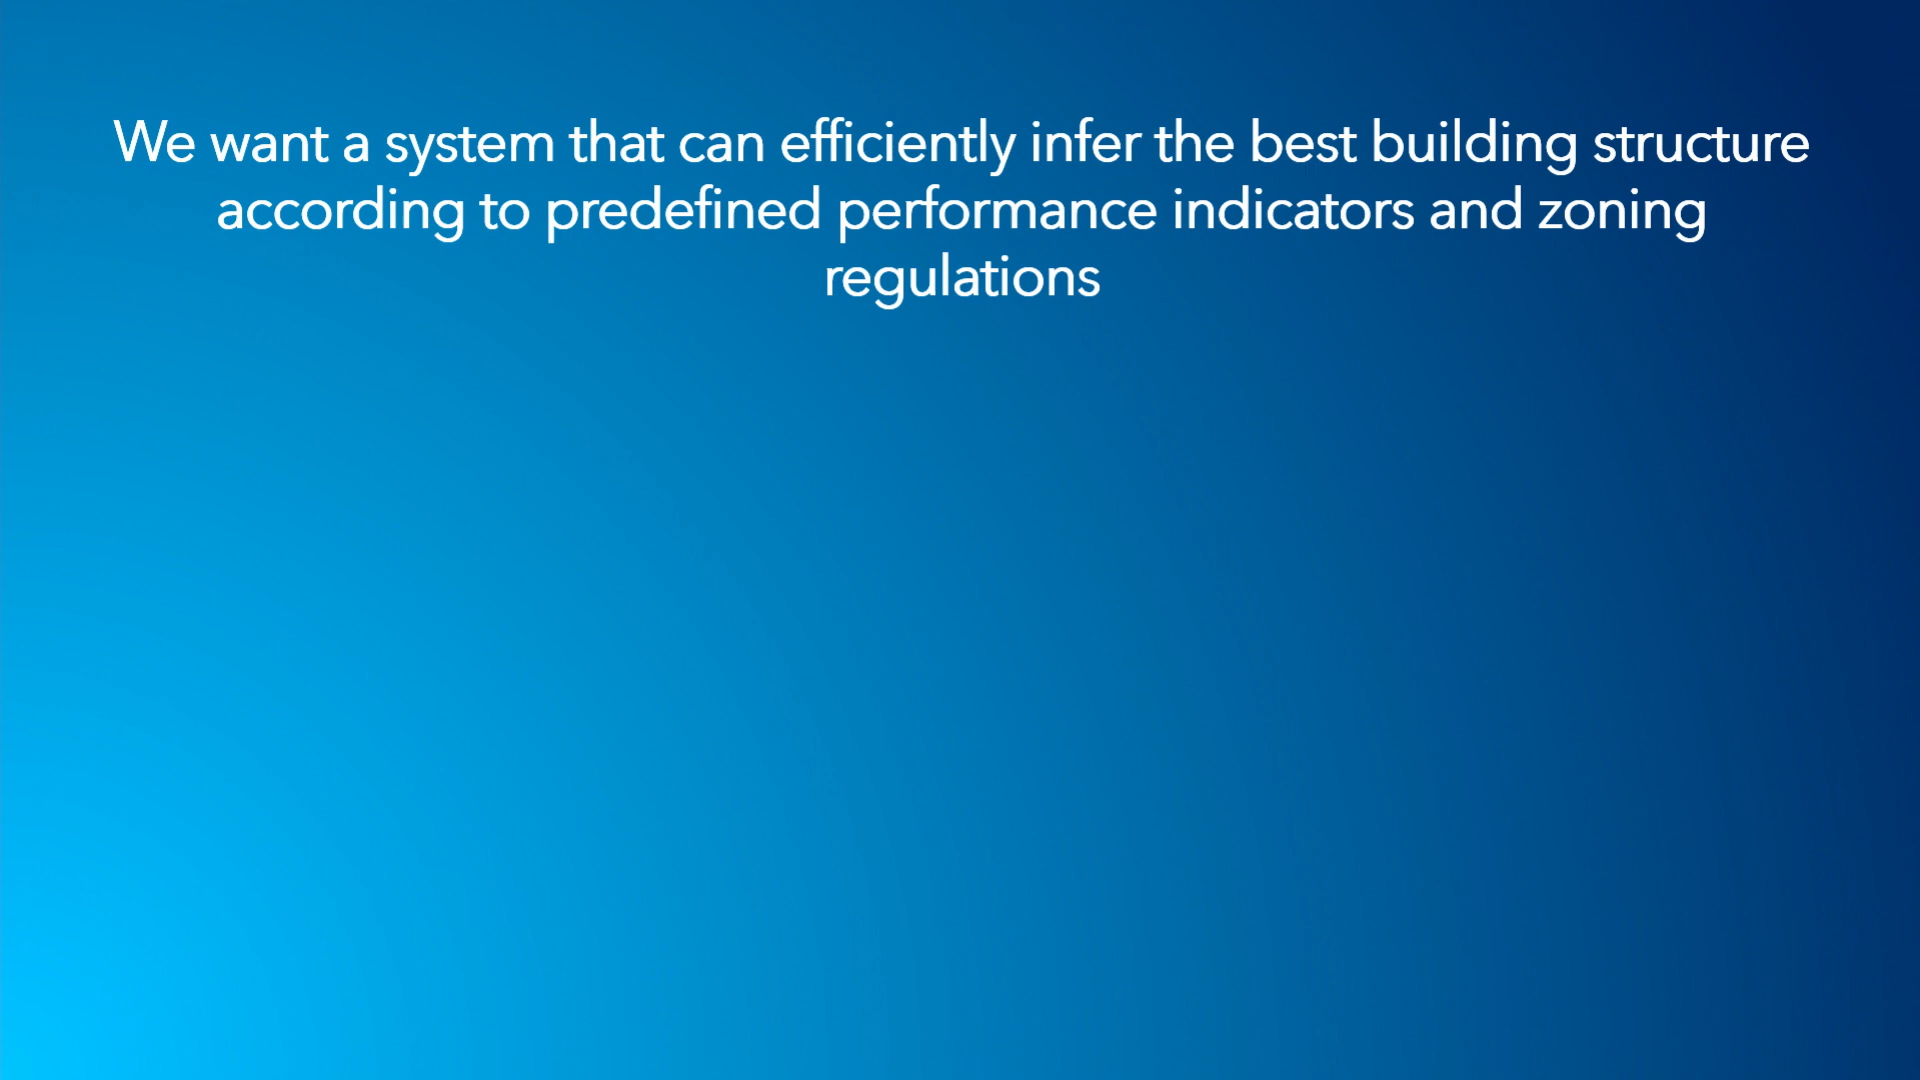 We want a system that can efficiently infer the best building structure
according to predefined performance indicators and zoning
regulations